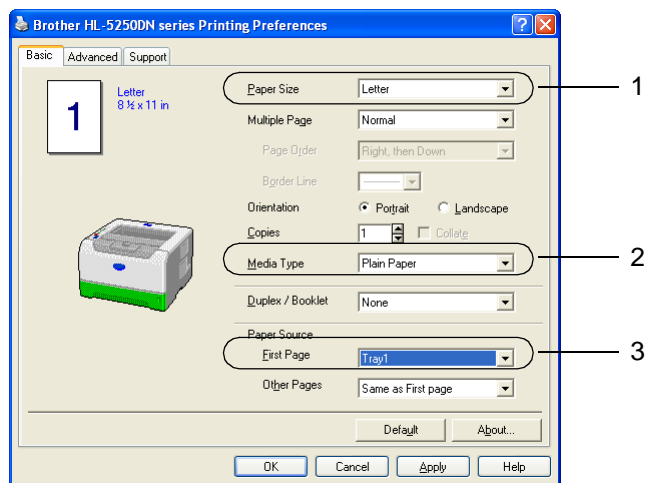 Brother HL-5250DN series Printing Preferences
Basic Advanced Support
1
Letter
8 ½ x 11 in
Paper Size Letter 1
Multiple Page Normal
Page Order Right, then Down
Border Line
Orientation Portrait Landscape
Copies 1 Collate
Media Type Plain Paper 2
Duplex / Booklet None
Paper Source
First Page Tray1 3
Other Pages Same as First page
Default About...
OK Cancel Apply Help